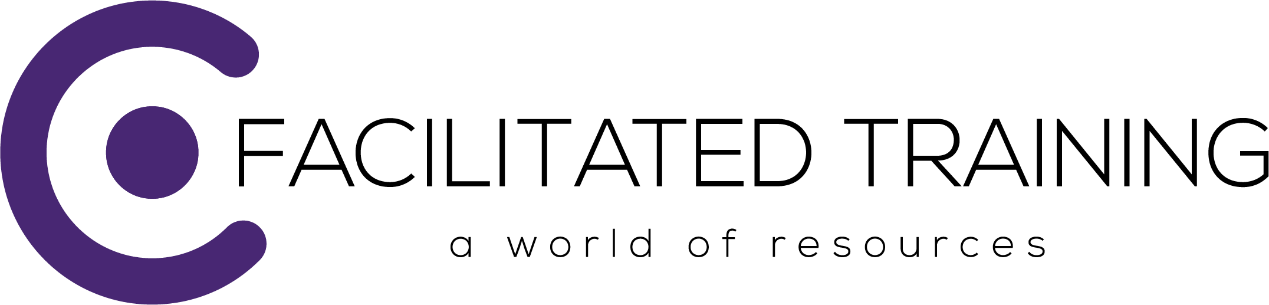 FACILITATED TRAINING
a world of resources